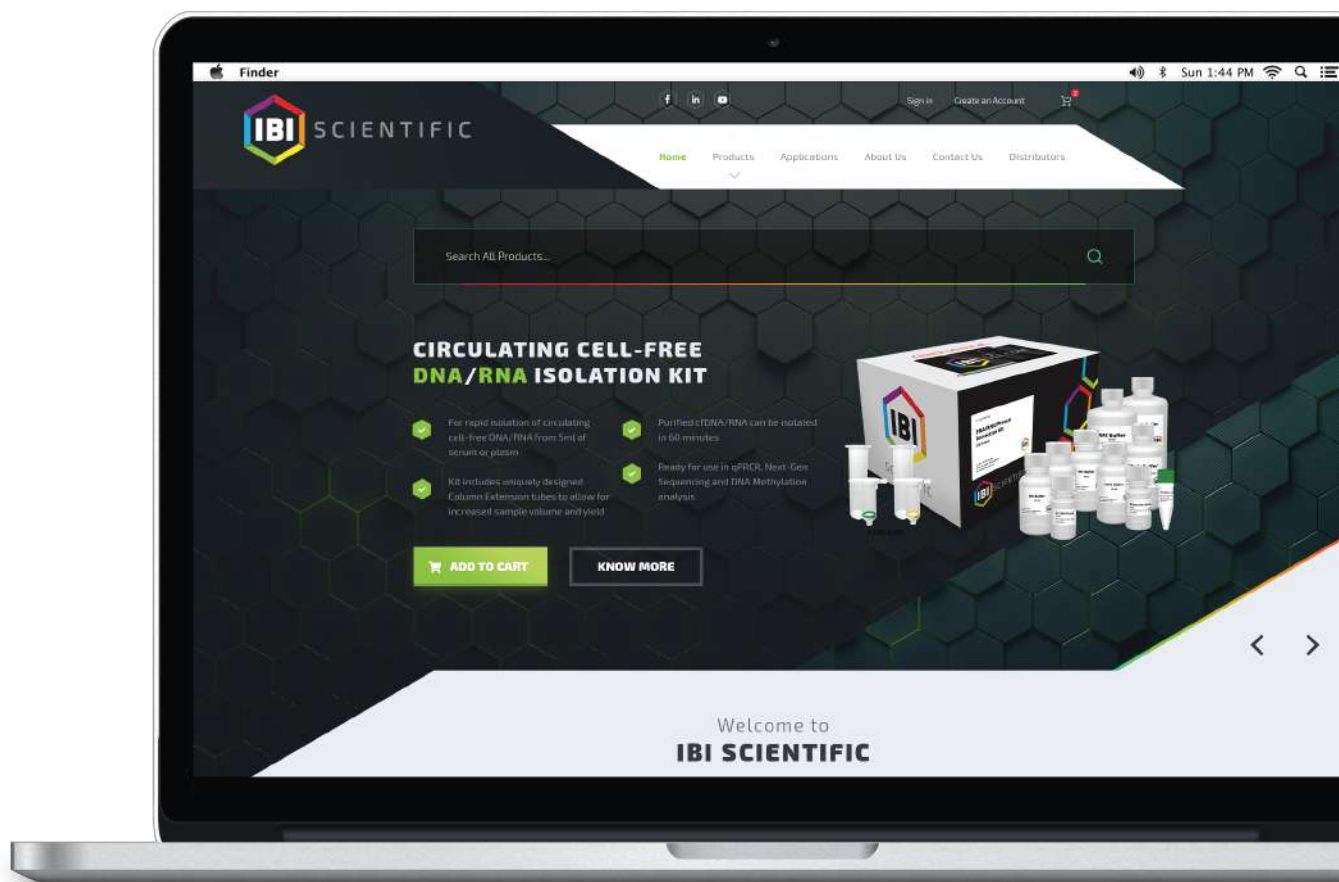 Finder
Sun 1:44 PM
IBI SCIENTIFIC
f in
Sign in Create an Account
Home Products Applications About Us Contact Us Distributors
Search All Products...
CIRCULATING CELL-FREE
DNA/RNA ISOLATION KIT
For rapid isolation of circulating
cell-free DNA/RNA from 5ml of
serum or plasm
Kit includes uniquely designed
Column Extension tubes to allow for
increased sample volume and yield
Purified cfDNA/RNA can be isolated
in 60 minutes
Ready for use in qPRCR, Next-Gen
Sequencing and DNA Methylation
analysis
IBI
IBI
ADD TO CART
KNOW MORE
Welcome to
IBI SCIENTIFIC